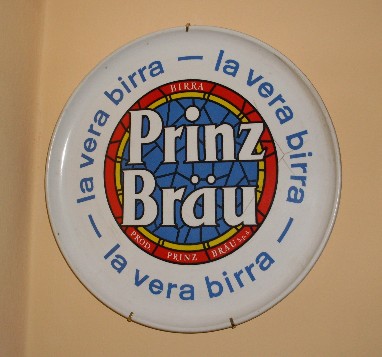 la vera birra — la vera birra — la vera birra —
BIRRA
Prinz
Bräu
PROD. PRINZ BRÄU S.p.A.